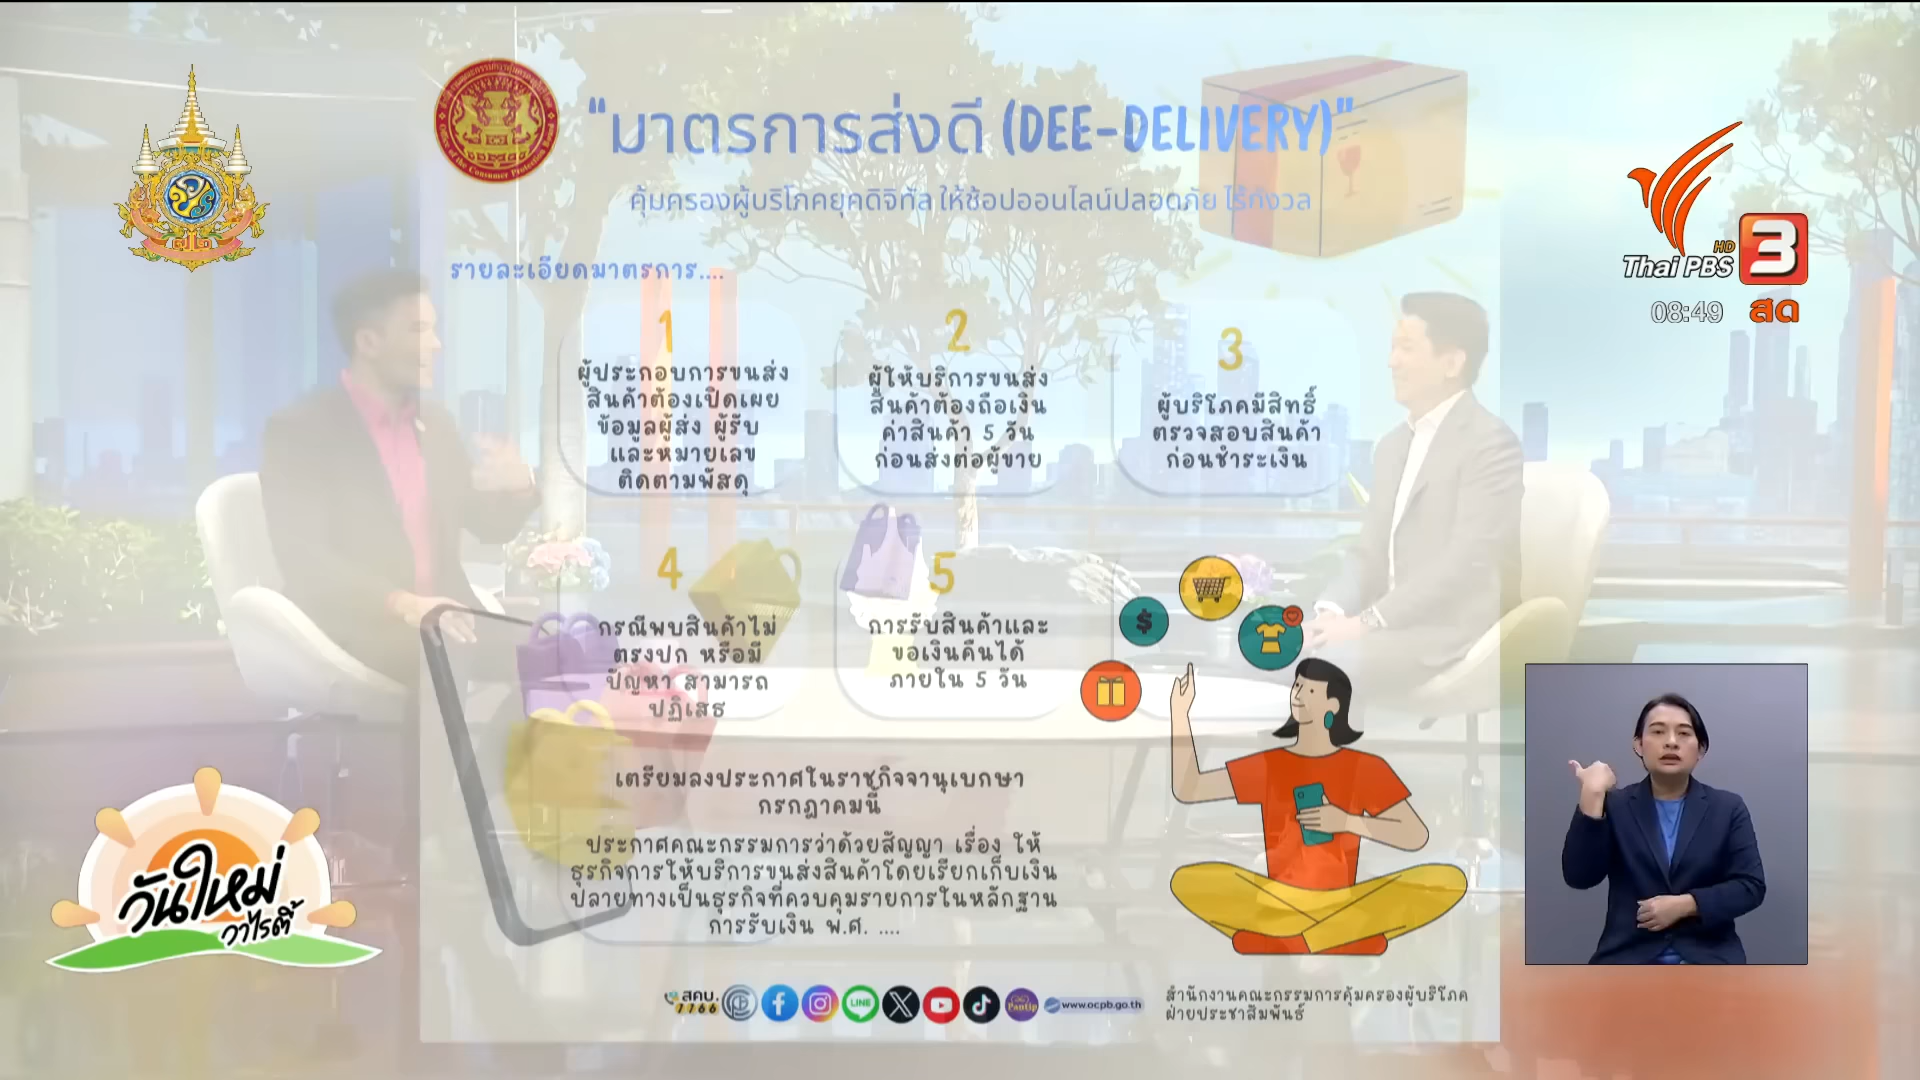 "มาตรการส่งดี (DEE-DELIVERY)"
คุ้มครองผู้บริโภคยุคดิจิทัล ให้ช้อปออนไลน์ปลอดภัย ไร้กังวล
รายละเอียดมาตรการ....
1
ผู้ประกอบการขนส่ง
สินค้าต้องเปิดเผย
ข้อมูลผู้ส่ง ผู้รับ
และหมายเลข
ติดตามพัสดุ
2
ผู้ให้บริการขนส่ง
สินค้าต้องถือเงิน
ค่าสินค้า 5 วัน
ก่อนส่งต่อผู้ขาย
3
ผู้บริโภคมีสิทธิ์
ตรวจสอบสินค้า
ก่อนชำระเงิน
4
กรณีพบสินค้าไม่
ตรงปก หรือมี
ปัญหา สามารถ
ปฏิเสธ
5
การรับสินค้าและ
ขอเงินคืนได้
ภายใน 5 วัน
เตรียมลงประกาศในราชกิจจานุเบกษา
กรกฎาคมนี้
ประกาศคณะกรรมการว่าด้วยสัญญา เรื่อง ให้
ธุรกิจการให้บริการขนส่งสินค้าโดยเรียกเก็บเงิน
ปลายทางเป็นธุรกิจที่ควบคุมรายการในหลักฐาน
การรับเงิน พ.ศ. ....
สคบ.
1166
LINE
Pantip
www.ocpb.go.th
สำนักงานคณะกรรมการคุ้มครองผู้บริโภค
ฝ่ายประชาสัมพันธ์
HD
Thai PBS 3
08:49 สด
วันใหม่
วาไรตี้
๗๒